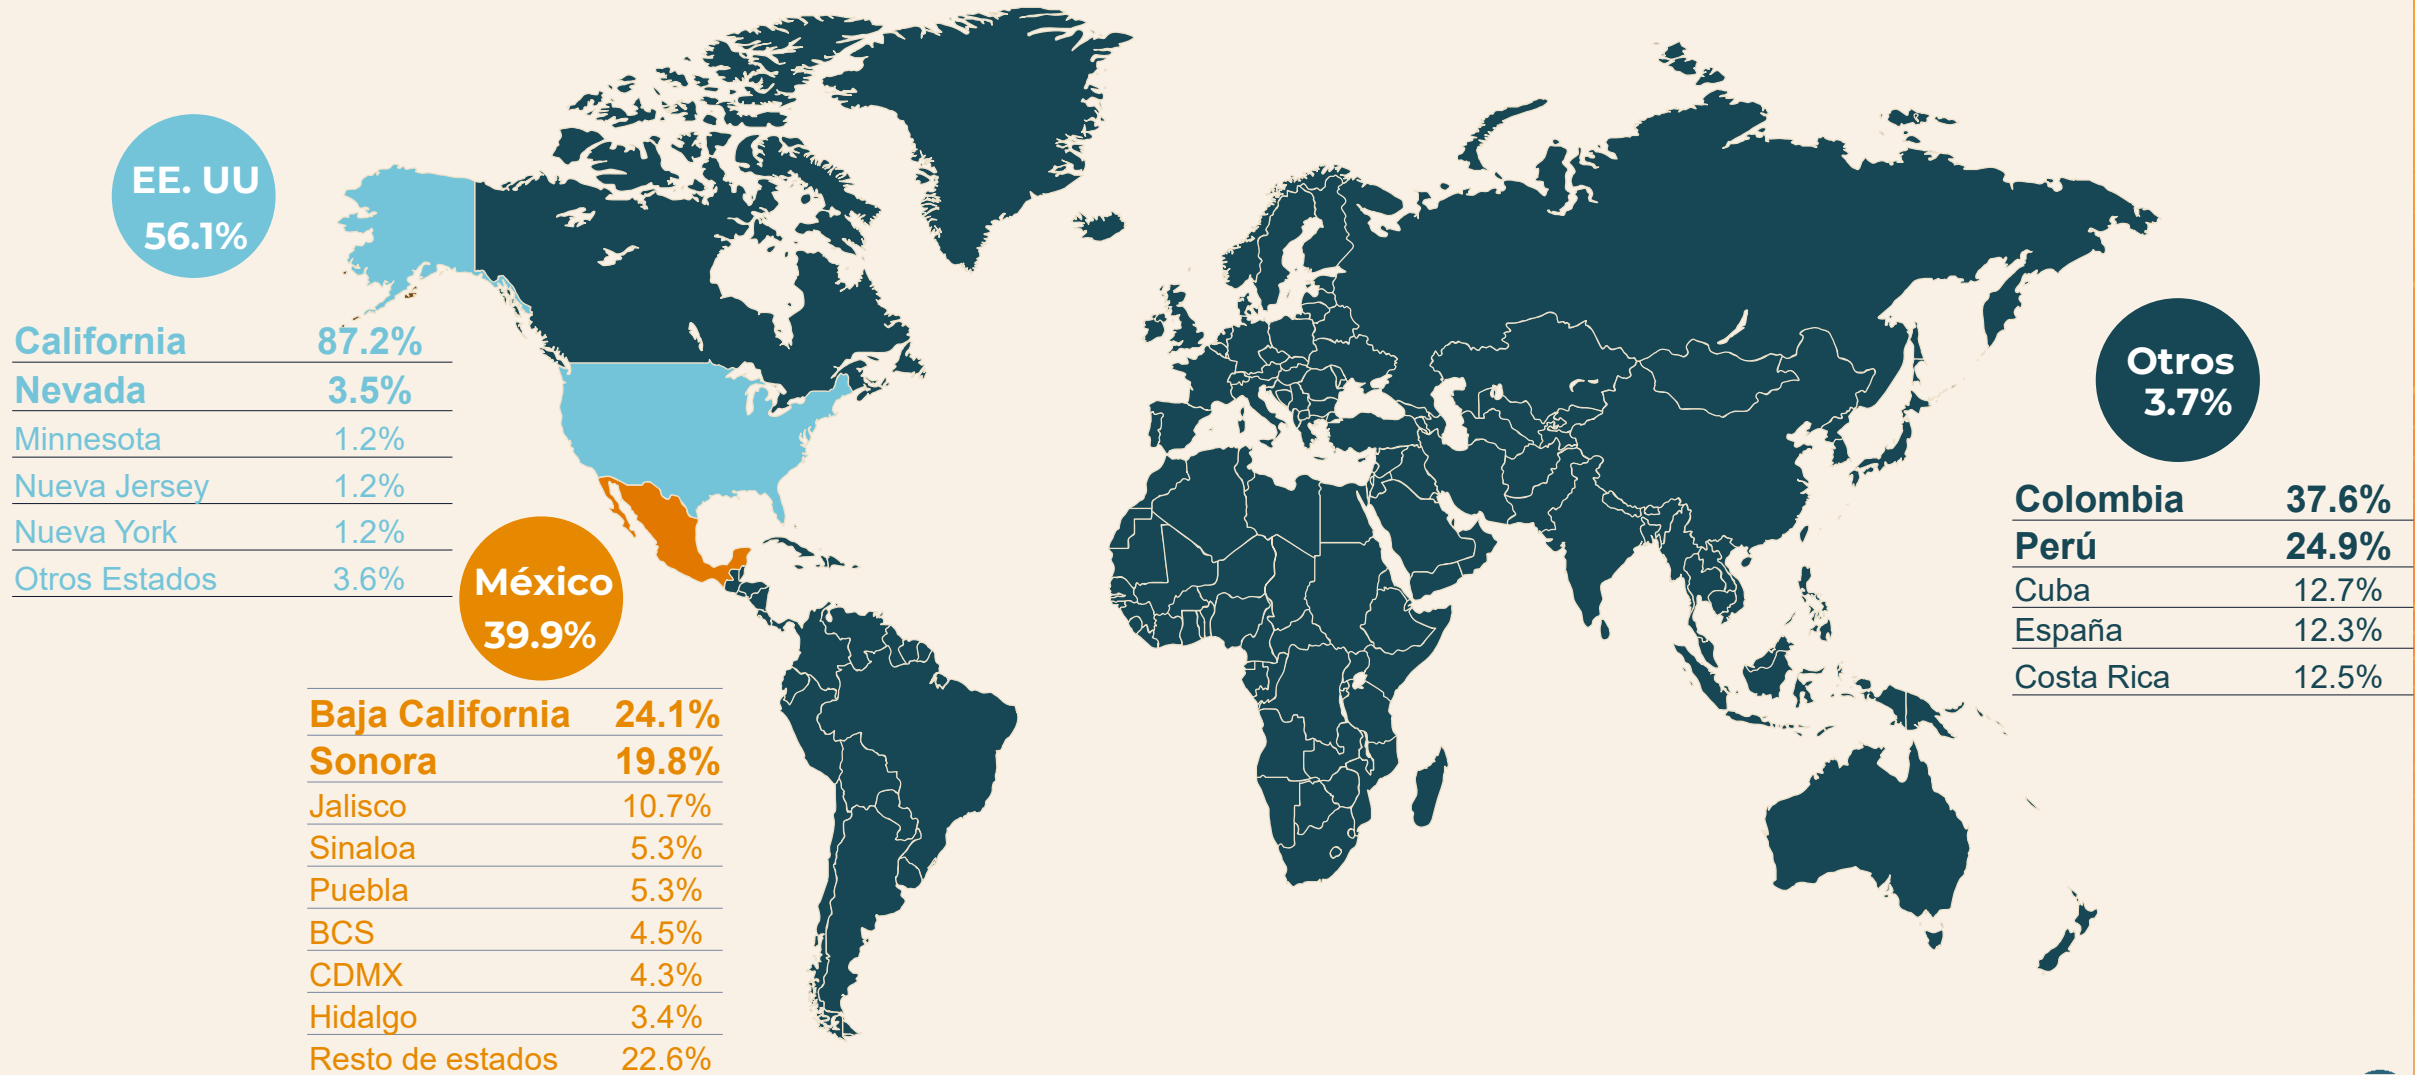 EE. UU
56.1%
California 87.2%
Nevada 3.5%
Minnesota 1.2%
Nueva Jersey 1.2%
Nueva York 1.2%
Otros Estados 3.6%
México
39.9%
Baja California 24.1%
Sonora 19.8%
Jalisco 10.7%
Sinaloa 5.3%
Puebla 5.3%
BCS 4.5%
CDMX 4.3%
Hidalgo 3.4%
Resto de estados 22.6%
Otros
3.7%
Colombia 37.6%
Perú 24.9%
Cuba 12.7%
España 12.3%
Costa Rica 12.5%